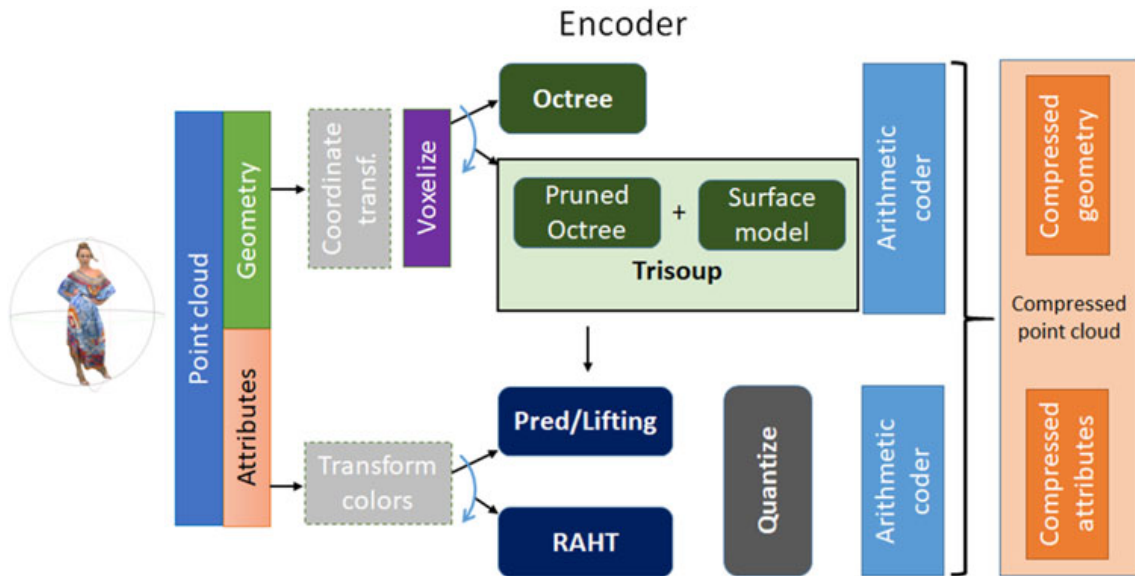 Encoder
Point cloud
Geometry
Attributes
Coordinate
transf.
Voxelize
Octree
Pruned
Octree
+
Surface
model
Trisoup
Arithmetic
coder
Transform
colors
Pred/Lifting
RAHT
Quantize
Arithmetic
coder
Compressed
geometry
Compressed
point cloud
Compressed
attributes